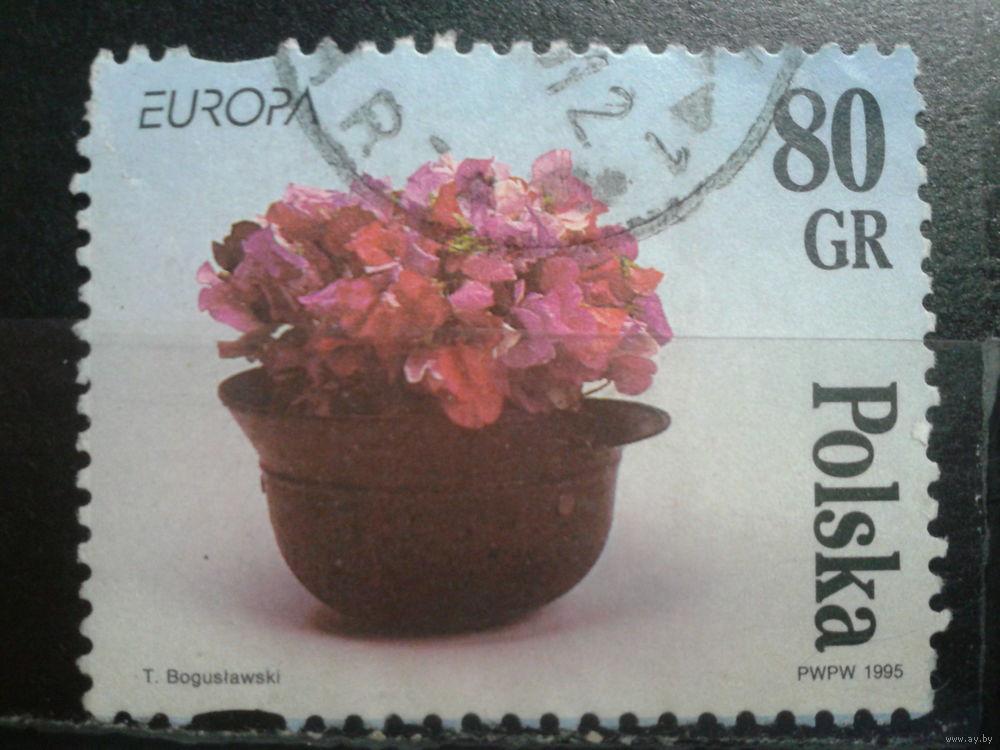 EUROPA
80
GR
Polska
T. Bogusławski
PWPW 1995
www.ay.by